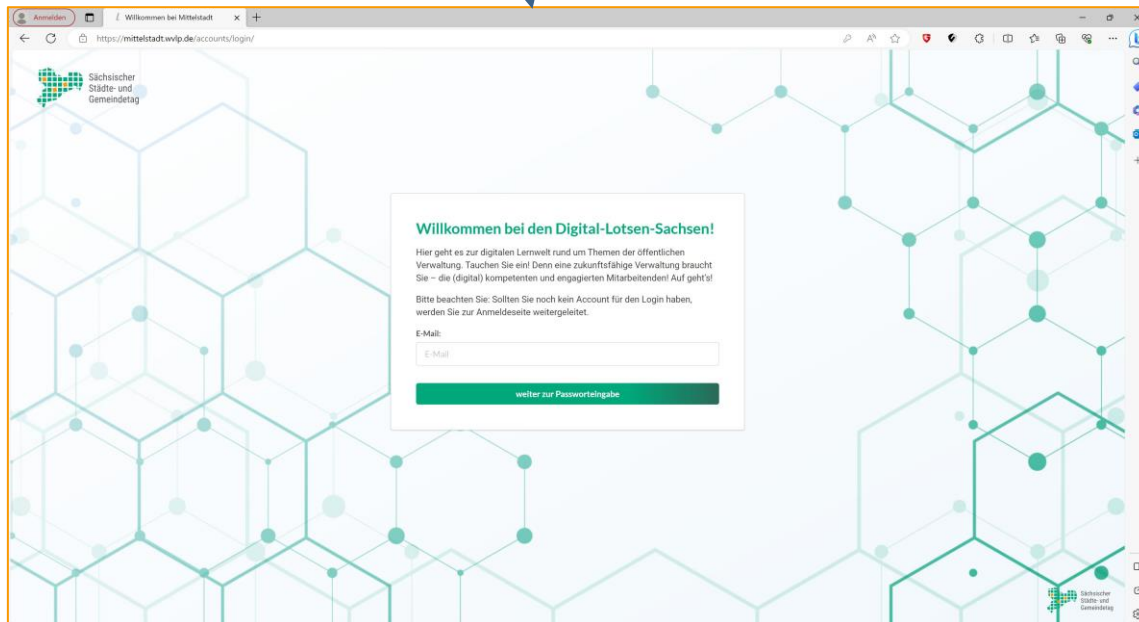 Anmelden
Willkommen bei Mittelstadt
https://mittelstadt.wvlp.de/accounts/login/
Sächsischer
Städte- und
Gemeindetag
Willkommen bei den Digital-Lotsen-Sachsen!
Hier geht es zur digitalen Lernwelt rund um Themen der öffentlichen
Verwaltung. Tauchen Sie ein! Denn eine zukunftsfähige Verwaltung braucht
Sie – die (digital) kompetenten und engagierten Mitarbeitenden! Auf geht's!
Bitte beachten Sie: Sollten Sie noch kein Account für den Login haben,
werden Sie zur Anmeldeseite weitergeleitet.
E-Mail:
E-Mail
weiter zur Passworteingabe
Sächsischer
Städte- und
Gemeindetag